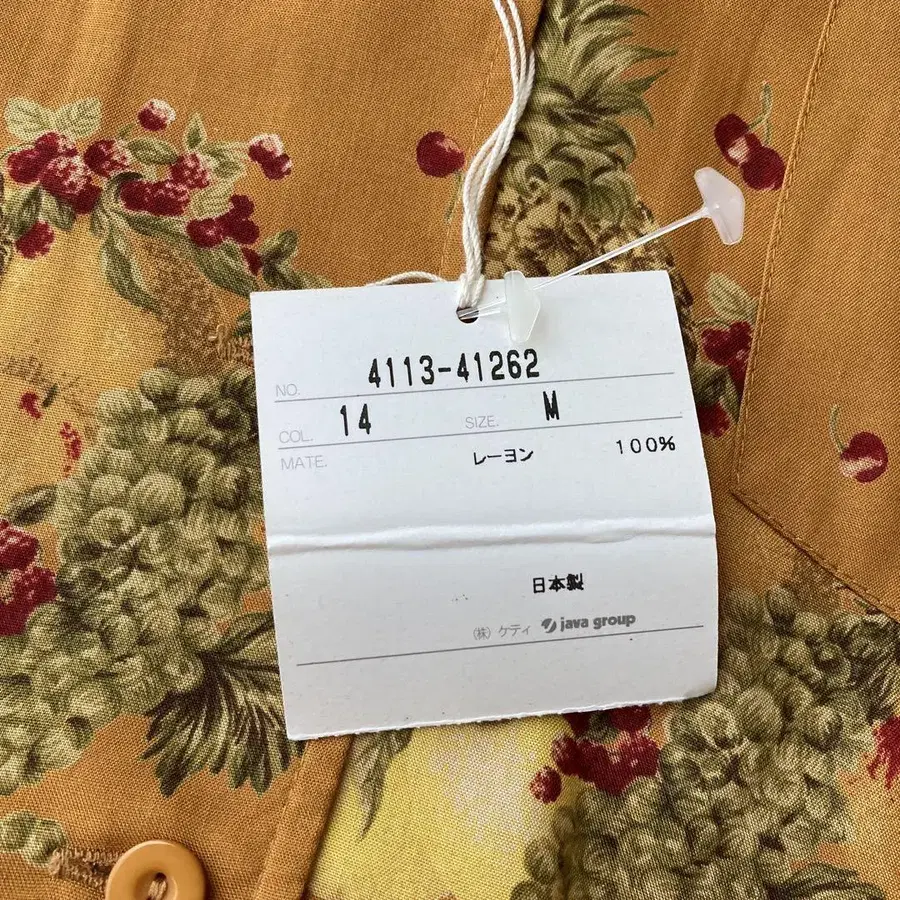 NO. 4113-41262
COL. 14 SIZE. M
MATE. レーヨン 100%
日本製
(株) ケティ java group